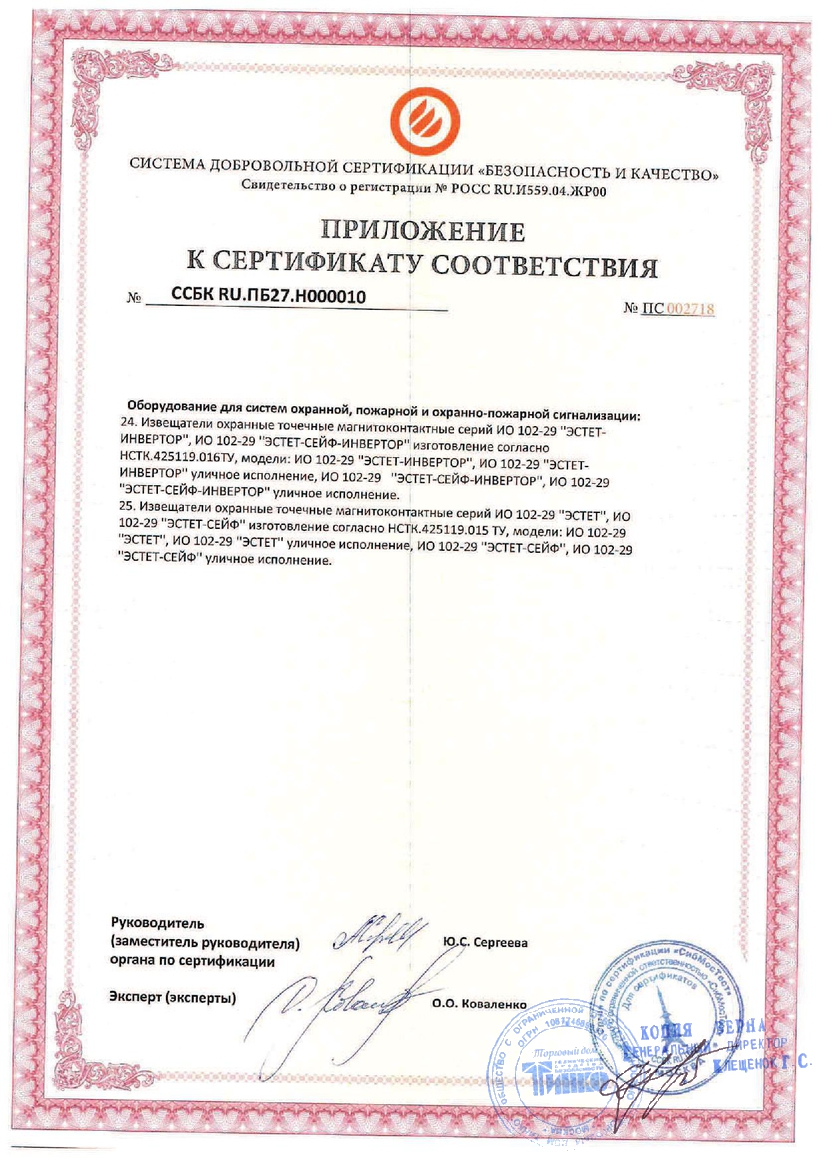 СИСТЕМА ДОБРОВОЛЬНОЙ СЕРТИФИКАЦИИ «БЕЗОПАСНОСТЬ И КАЧЕСТВО»
Свидетельство о регистрации № РОСС RU.И559.04.ЖР00
ПРИЛОЖЕНИЕ
К СЕРТИФИКАТУ СООТВЕТСТВИЯ
№ ССБК RU.ПБ27.Н000010
№ ПС 002718
Оборудование для систем охранной, пожарной и охранно-пожарной сигнализации:
24. Извещатели охранные точечные магнитоконтактные серий ИО 102-29 "ЭСТЕТ-
ИНВЕРТОР", ИО 102-29 "ЭСТЕТ-СЕЙФ-ИНВЕРТОР" изготовление согласно
НСТК.425119.016ТУ, модели: ИО 102-29 "ЭСТЕТ-ИНВЕРТОР", ИО 102-29 "ЭСТЕТ-
ИНВЕРТОР" уличное исполнение, ИО 102-29 "ЭСТЕТ-СЕЙФ-ИНВЕРТОР", ИО 102-29
"ЭСТЕТ-СЕЙФ-ИНВЕРТОР" уличное исполнение.
25. Извещатели охранные точечные магнитоконтактные серий ИО 102-29 "ЭСТЕТ", ИО
102-29 "ЭСТЕТ-СЕЙФ" изготовление согласно НСТК.425119.015 ТУ, модели: ИО 102-29
"ЭСТЕТ", ИО 102-29 "ЭСТЕТ" уличное исполнение, ИО 102-29 "ЭСТЕТ-СЕЙФ", ИО 102-29
"ЭСТЕТ-СЕЙФ" уличное исполнение.
Руководитель
(заместитель руководителя)
органа по сертификации
Ю.С. Сергеева
Эксперт (эксперты)
О.О. Коваленко
Орган по сертификации «СибМосТест»
Для сертификатов
КОПИЯ ВЕРНА
ГЕНЕРАЛЬНЫЙ ДИРЕКТОР
КЛЕЩЕНОК Г.С.
ОБЩЕСТВО С ОГРАНИЧЕННОЙ
Торговый дом
МОСКВА